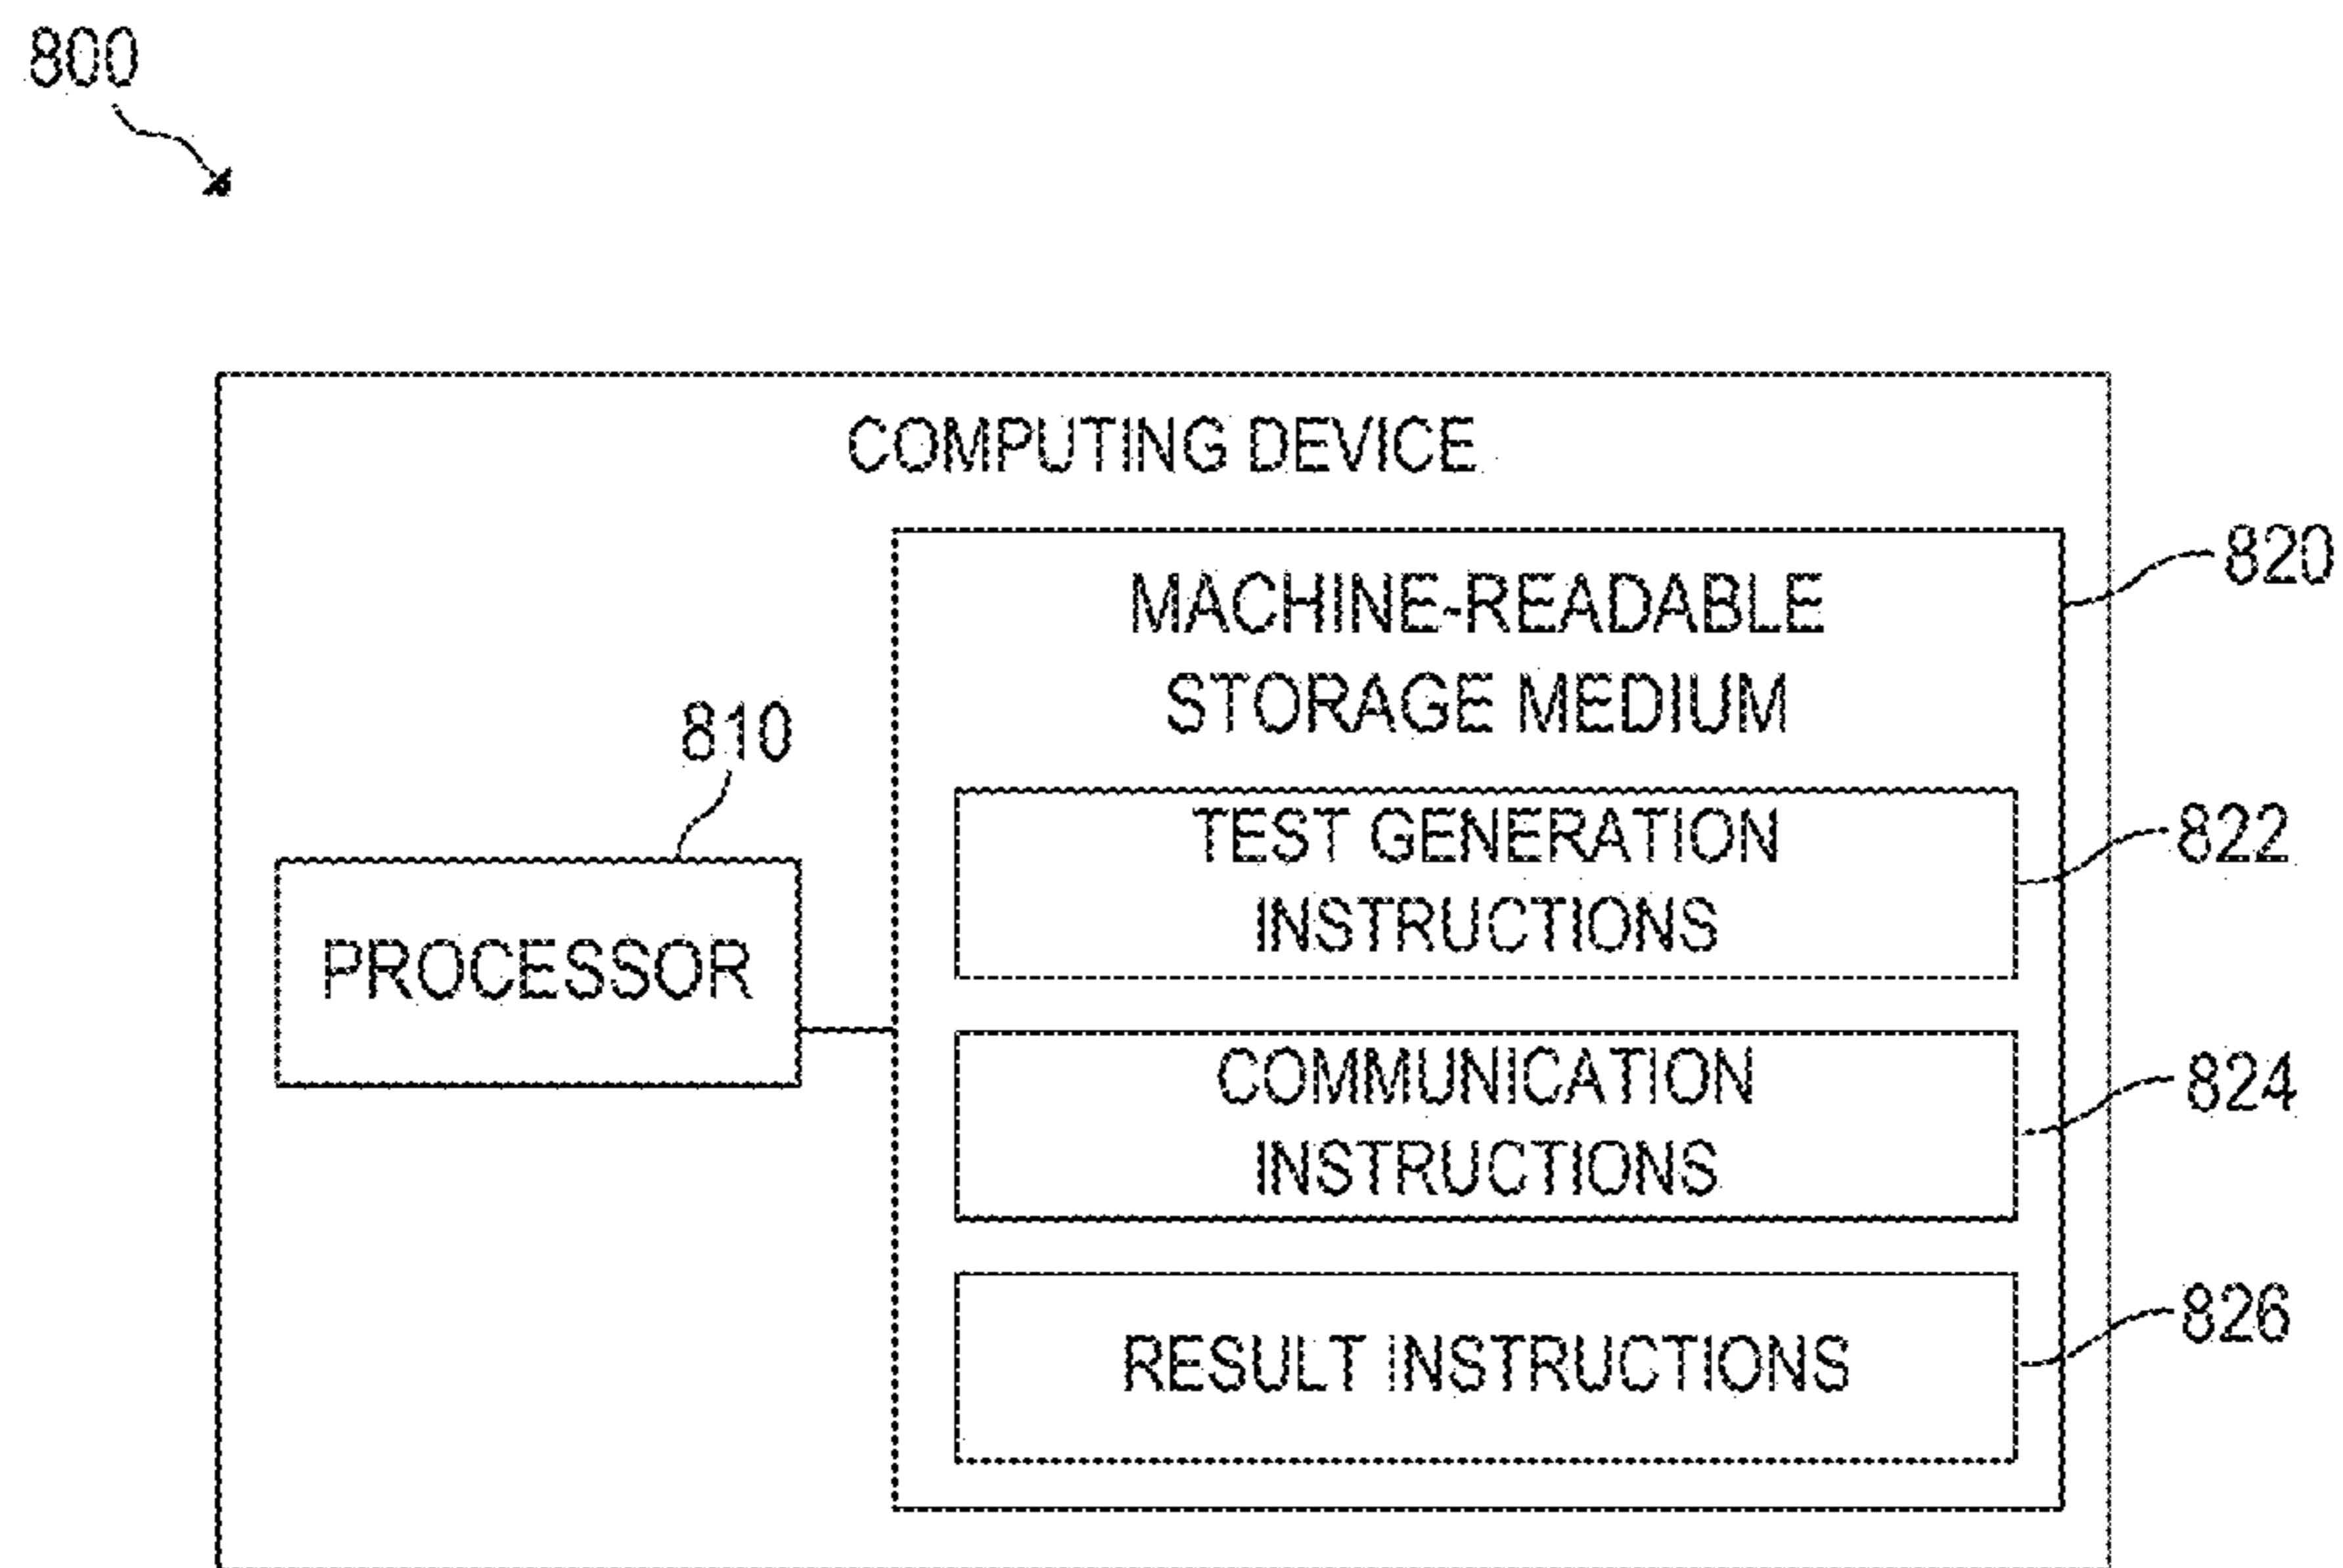 800
COMPUTING DEVICE
820
MACHINE-READABLE
STORAGE MEDIUM
810
PROCESSOR
822
TEST GENERATION
INSTRUCTIONS
824
COMMUNICATION
INSTRUCTIONS
826
RESULT INSTRUCTIONS